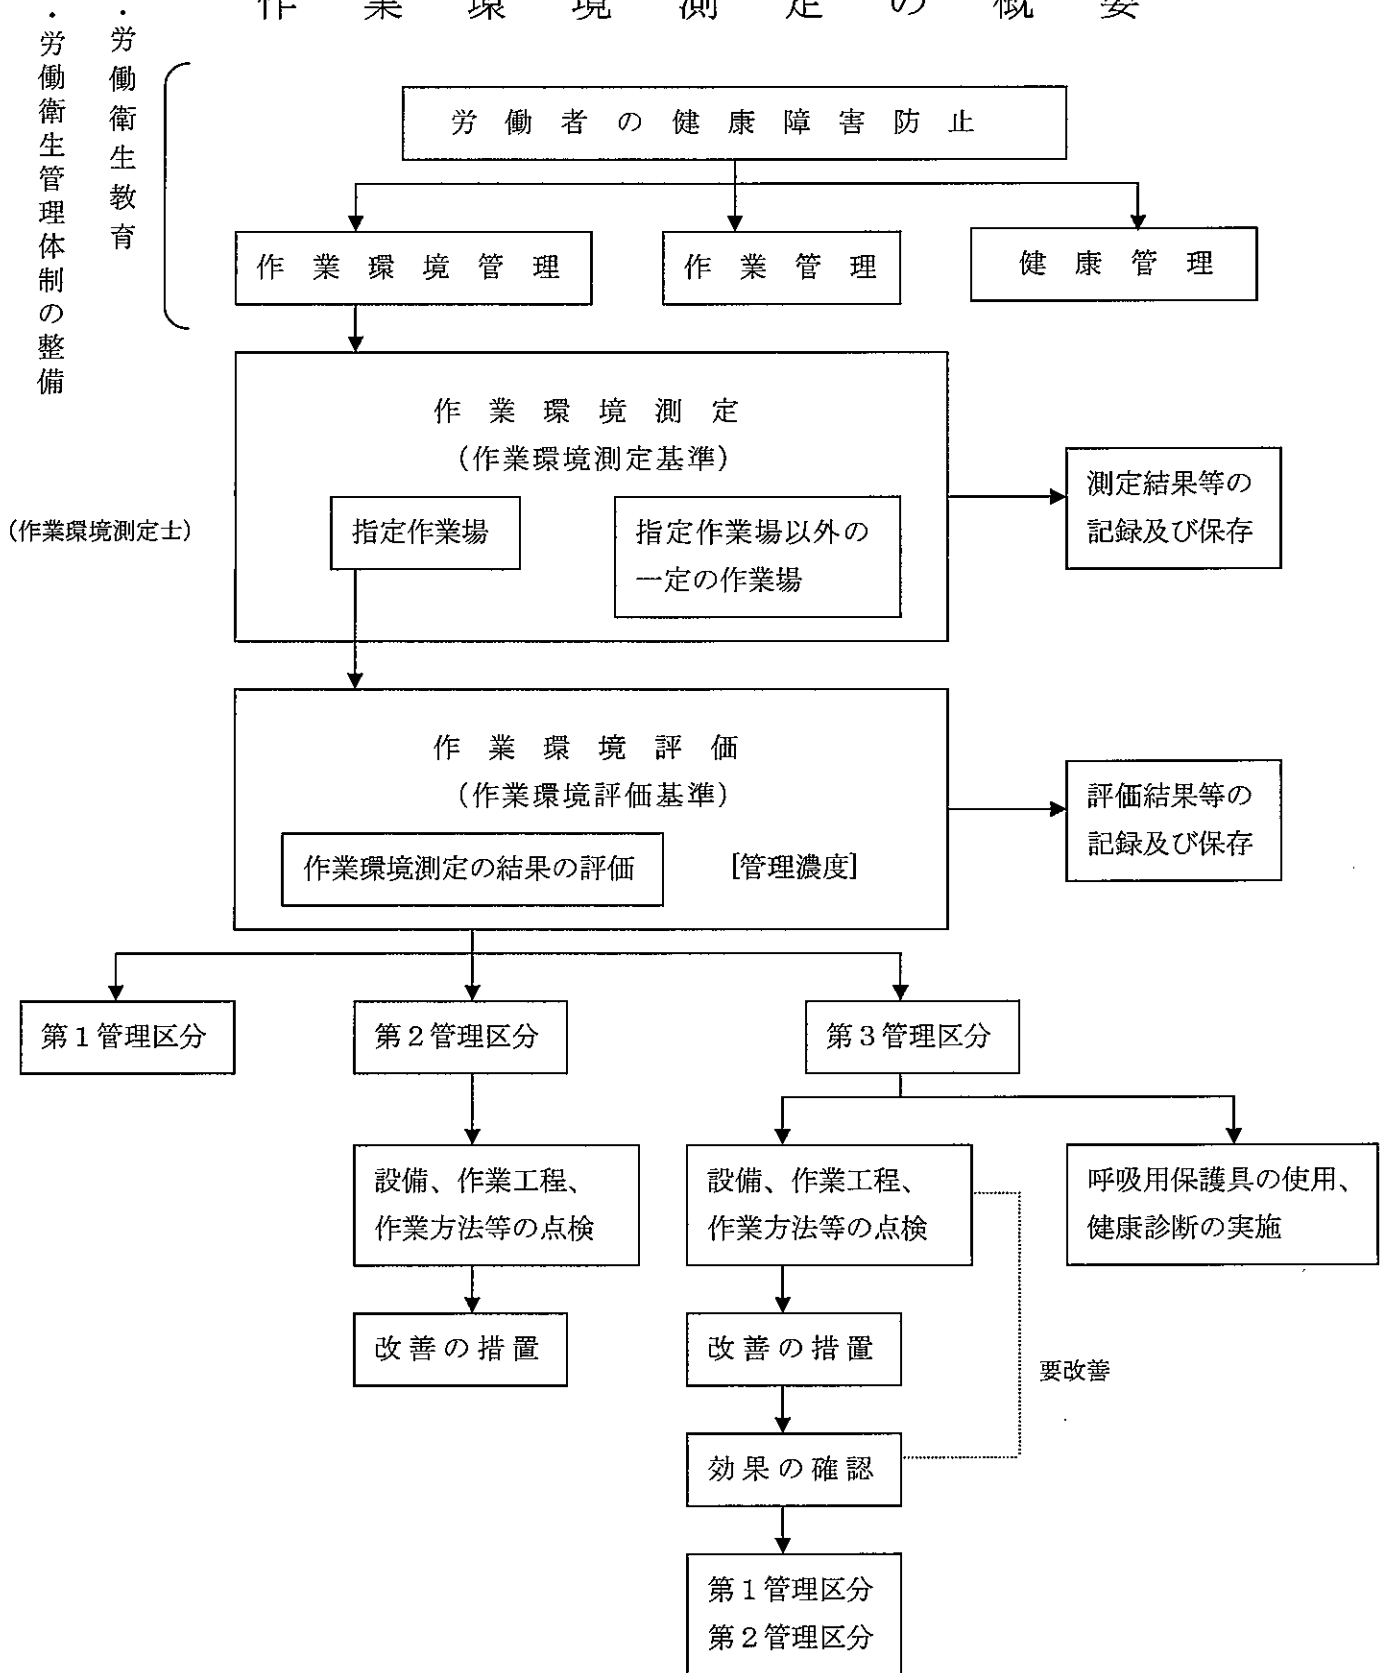 作業環境測定の概要
・労働衛生管理体制の整備
・労働衛生教育
労働者の健康障害防止
作業環境管理
作業管理
健康管理
作業環境測定
(作業環境測定基準)
(作業環境測定士)
指定作業場
指定作業場以外の
一定の作業場
測定結果等の
記録及び保存
作業環境評価
(作業環境評価基準)
作業環境測定の結果の評価
[管理濃度]
評価結果等の
記録及び保存
第1管理区分
第2管理区分
第3管理区分
設備、作業工程、
作業方法等の点検
設備、作業工程、
作業方法等の点検
呼吸用保護具の使用、
健康診断の実施
改善の措置
改善の措置
要改善
効果の確認
第1管理区分
第2管理区分